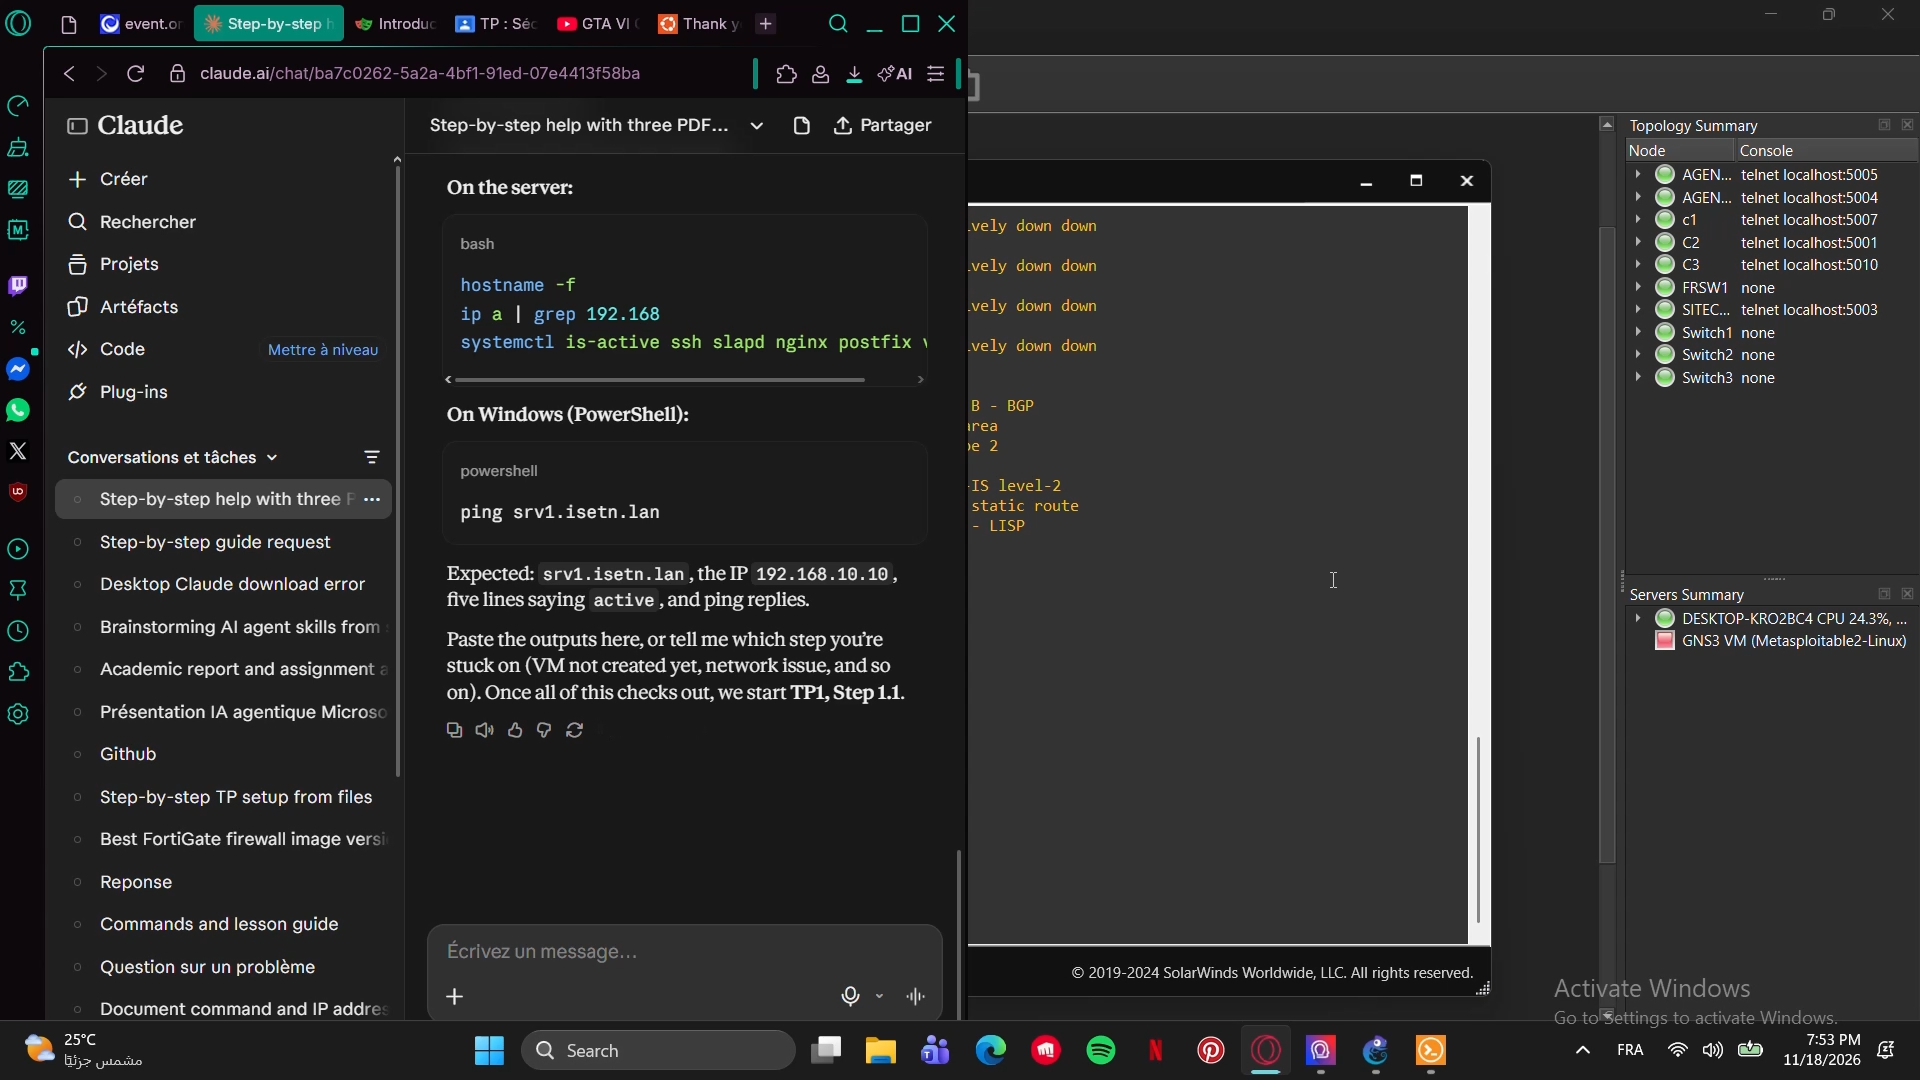 event.or
Step-by-step h
Introduc
TP : Séc
GTA VI
Thank y
claude.ai/chat/ba7c0262-5a2a-4bf1-91ed-07e4413f58ba
AI
Claude
Step-by-step help with three PDF...
Partager
Créer
Rechercher
Projets
Artéfacts
Code
Mettre à niveau
Plug-ins
Conversations et tâches
Step-by-step help with three P
Step-by-step guide request
Desktop Claude download error
Brainstorming AI agent skills from
Academic report and assignment a
Présentation IA agentique Microso
Github
Step-by-step TP setup from files
Best FortiGate firewall image versi
Reponse
Commands and lesson guide
Question sur un problème
Document command and IP addres
On the server:
bash
hostname -f
ip a | grep 192.168
systemctl is-active ssh slapd nginx postfix
On Windows (PowerShell):
powershell
ping srv1.isetn.lan
Expected: srv1.isetn.lan, the IP 192.168.10.10,
five lines saying active, and ping replies.
Paste the outputs here, or tell me which step you're
stuck on (VM not created yet, network issue, and so
on). Once all of this checks out, we start TP1, Step 1.1.
Écrivez un message...
ively down down
ively down down
ively down down
ively down down
B - BGP
area
pe 2
-IS level-2
static route
- LISP
© 2019-2024 SolarWinds Worldwide, LLC. All rights reserved.
Topology Summary
Node Console
AGEN... telnet localhost:5005
AGEN... telnet localhost:5004
c1 telnet localhost:5007
C2 telnet localhost:5001
C3 telnet localhost:5010
FRSW1 none
SITEC... telnet localhost:5003
Switch1 none
Switch2 none
Switch3 none
Servers Summary
DESKTOP-KRO2BC4 CPU 24.3%, ...
GNS3 VM (Metasploitable2-Linux)
Activate Windows
Go to Settings to activate Windows.
25°C
مشمس جزئيًا
Search
FRA
7:53 PM
11/18/2026